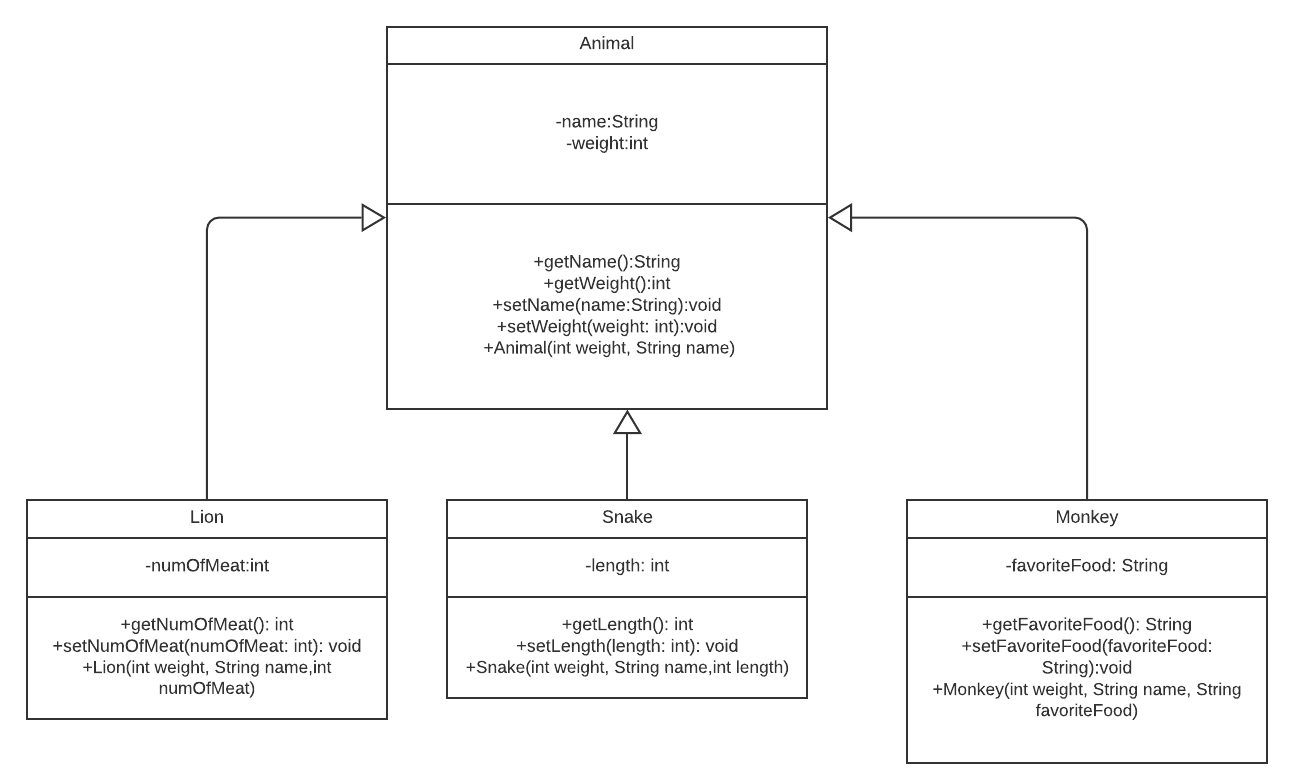 Animal
-name:String
-weight:int
+getName():String
+getWeight():int
+setName(name:String):void
+setWeight(weight: int):void
+Animal(int weight, String name)
Lion
-numOfMeat:int
+getNumOfMeat(): int
+setNumOfMeat(numOfMeat: int): void
+Lion(int weight, String name,int
numOfMeat)
Snake
-length: int
+getLength(): int
+setLength(length: int): void
+Snake(int weight, String name,int length)
Monkey
-favoriteFood: String
+getFavoriteFood(): String
+setFavoriteFood(favoriteFood:
String):void
+Monkey(int weight, String name, String
favoriteFood)